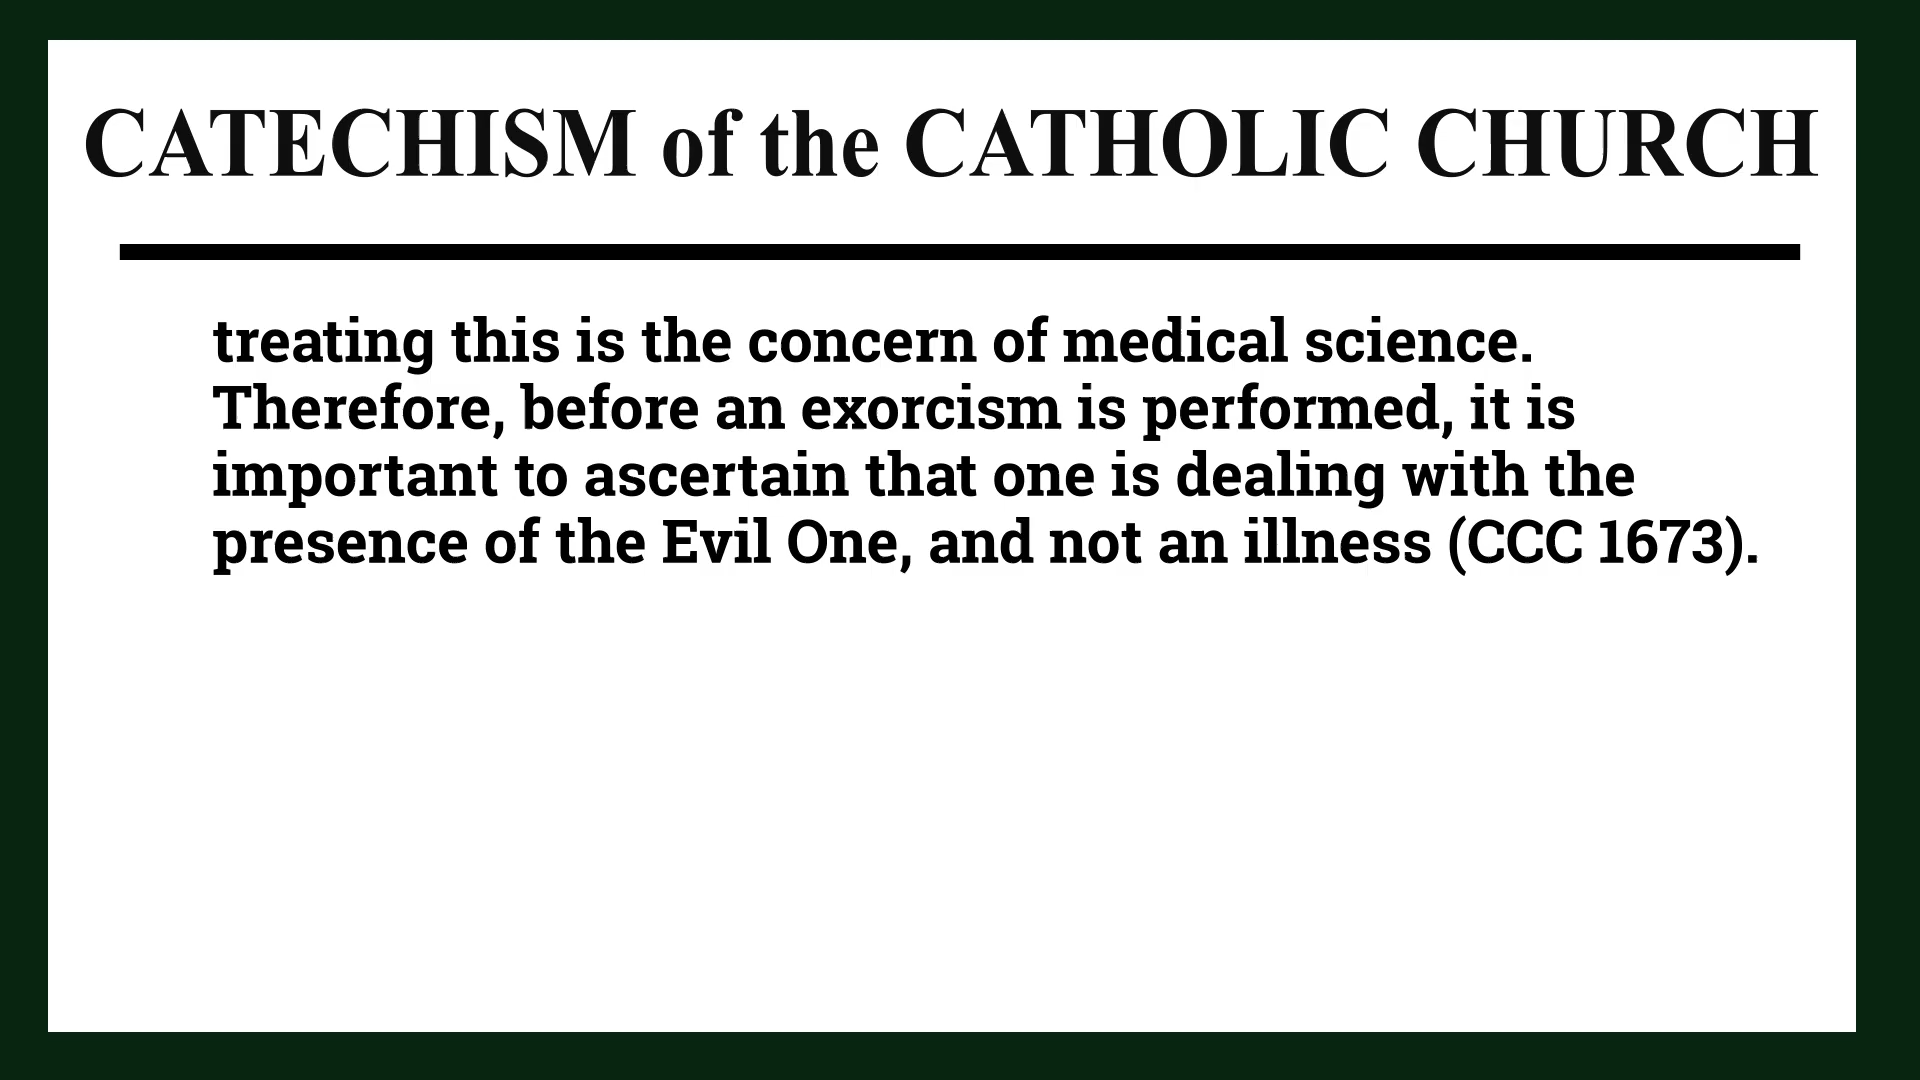 CATECHISM of the CATHOLIC CHURCH
treating this is the concern of medical science.
Therefore, before an exorcism is performed, it is
important to ascertain that one is dealing with the
presence of the Evil One, and not an illness (CCC 1673).